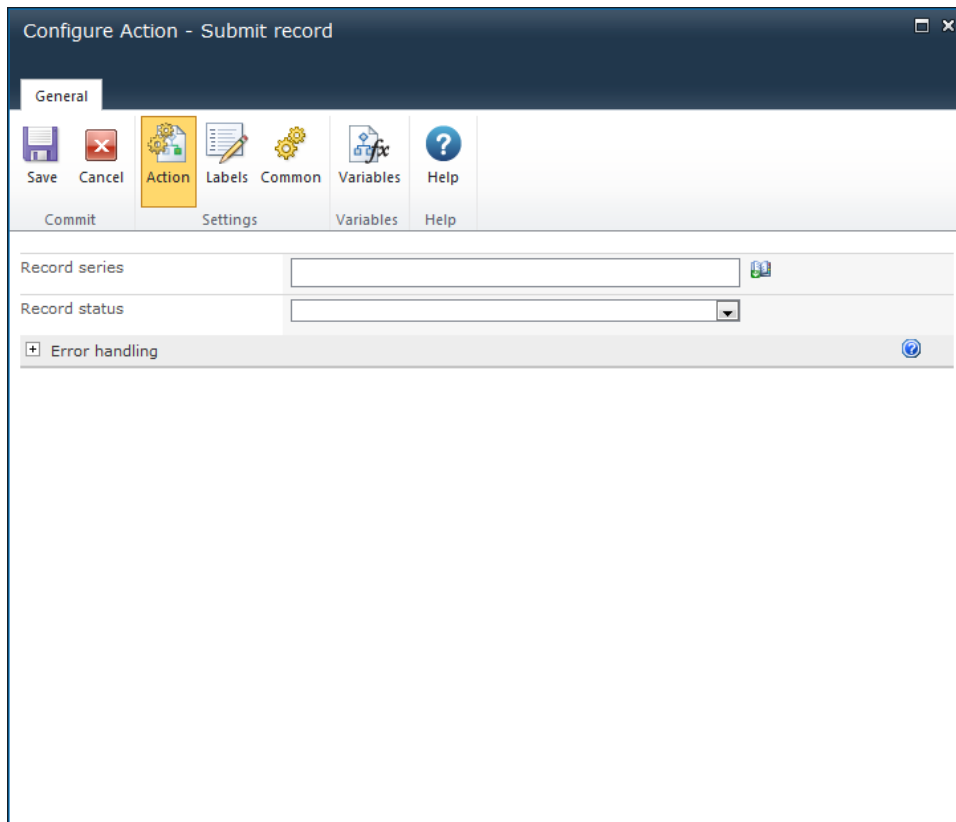 Configure Action - Submit record
General
Save Cancel Action Labels Common Variables Help
Commit Settings Variables Help
Record series
Record status
Error handling